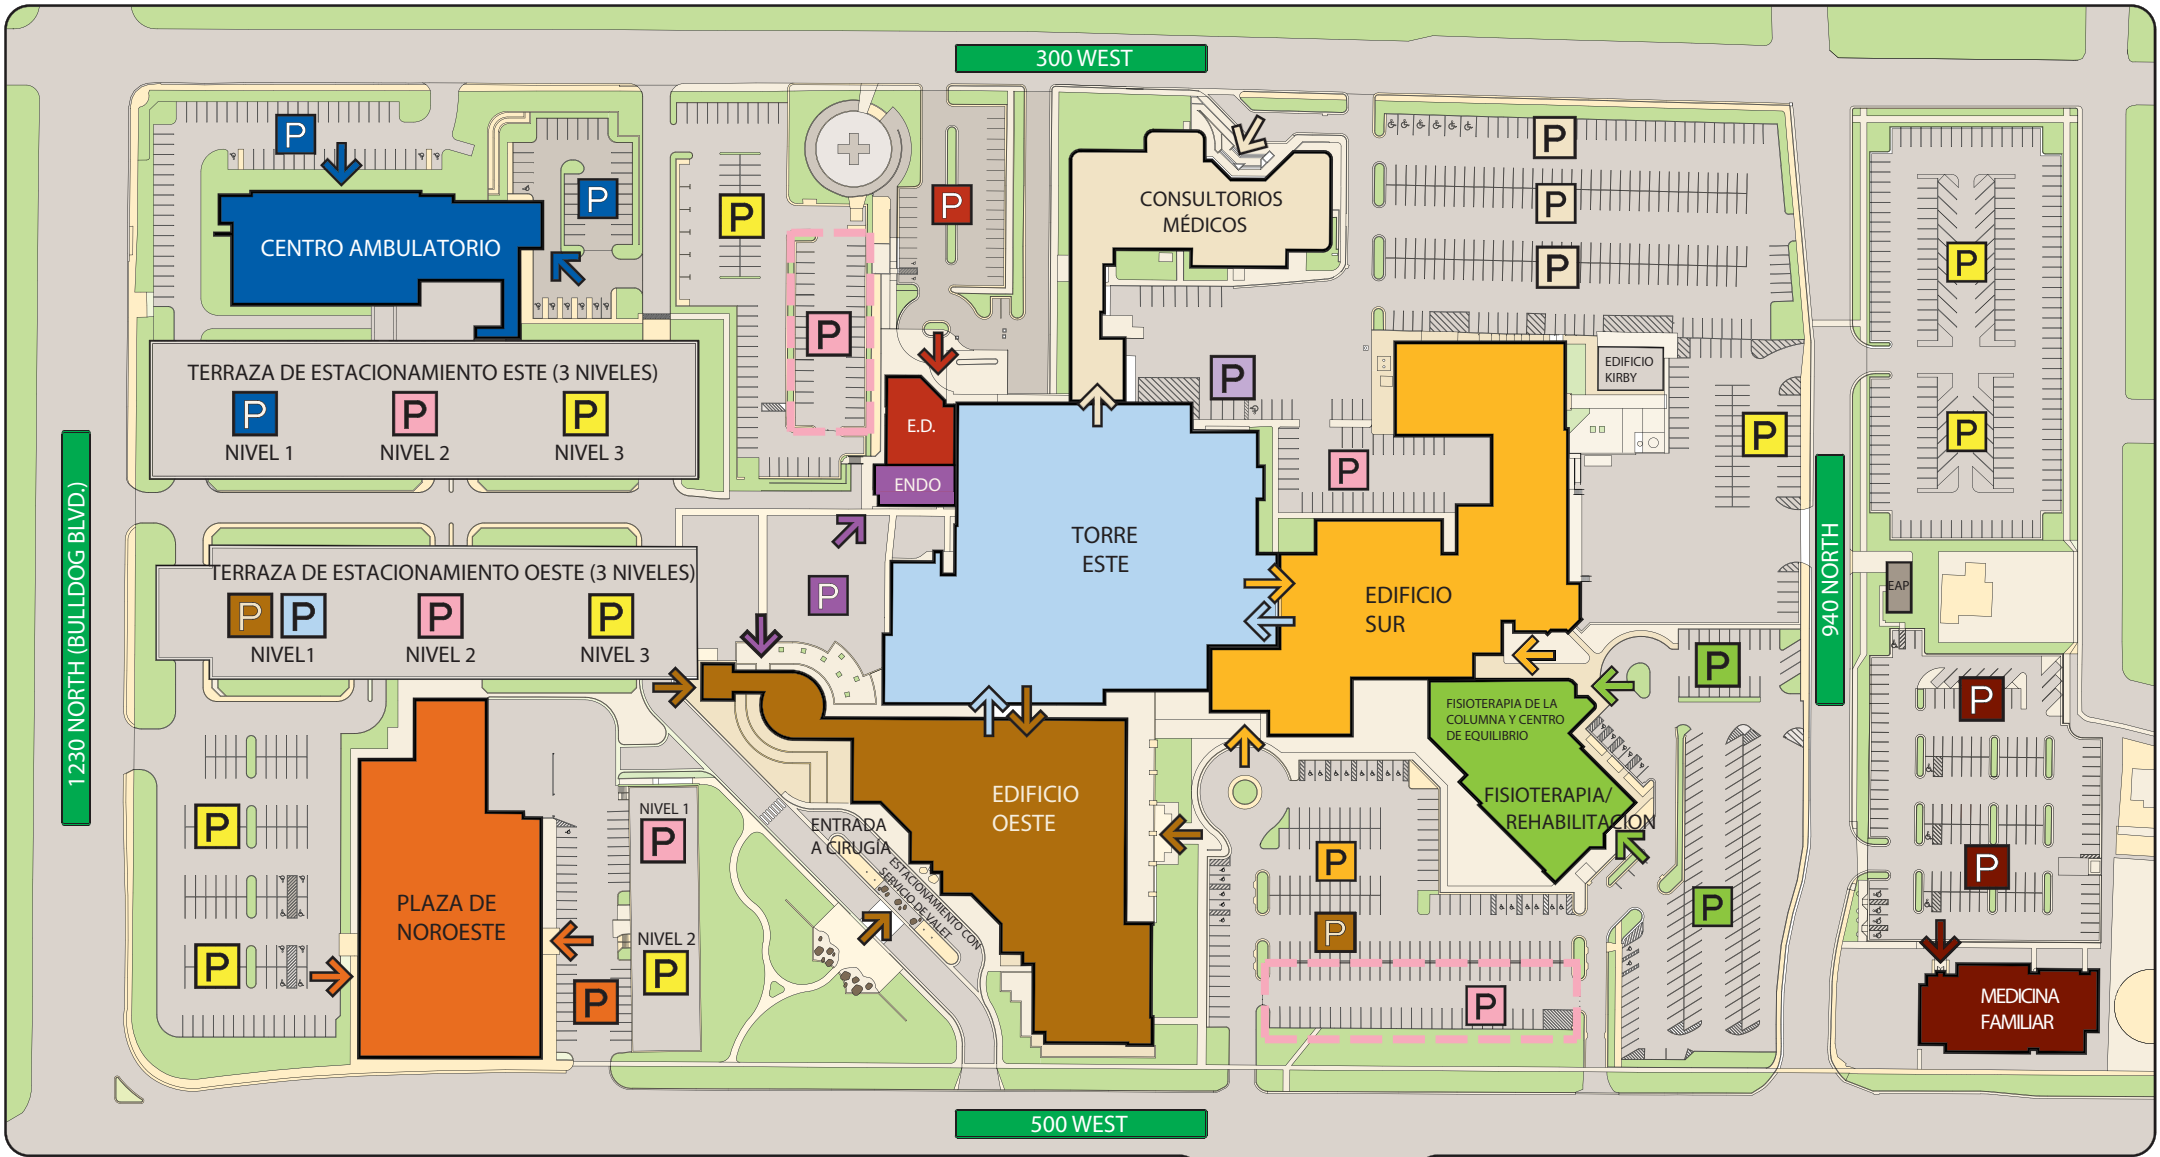 300 WEST
P
P
CENTRO AMBULATORIO
P
P
P
CONSULTORIOS
MÉDICOS
P
P
P
P
P
TERRAZA DE ESTACIONAMIENTO ESTE (3 NIVELES)
P
P
P
NIVEL 1
NIVEL 2
NIVEL 3
E.D.
ENDO
P
P
EDIFICIO
KIRBY
P
P
1230 NORTH (BULLDOG BLVD.)
TERRAZA DE ESTACIONAMIENTO OESTE (3 NIVELES)
P
P
P
P
NIVEL1
NIVEL 2
NIVEL 3
P
TORRE
ESTE
EDIFICIO
SUR
940 NORTH
EAP
P
P
FISIOTERAPIA DE LA
COLUMNA Y CENTRO
DE EQUILIBRIO
FISIOTERAPIA/
REHABILITACIÓN
P
P
P
PLAZA DE
NOROESTE
P
NIVEL 1
P
NIVEL 2
P
ENTRADA
A CIRUGÍA
ESTACIONAMIENTO CON
SERVICIO DE VALET
EDIFICIO
OESTE
P
P
P
P
P
MEDICINA
FAMILIAR
500 WEST